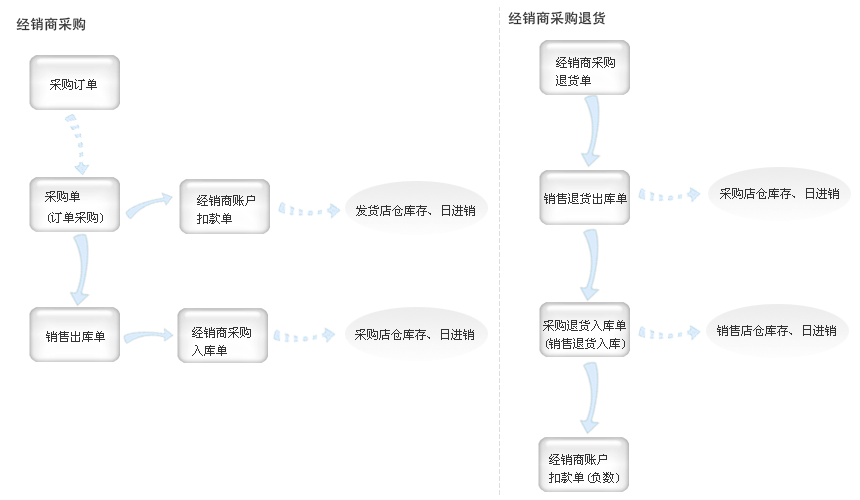 经销商采购
采购订单
采购单
(订单采购)
经销商账户
扣款单
发货店仓库存、日进销
销售出库单
经销商采购
入库单
采购店仓库存、日进销
经销商采购退货
经销商采购
退货单
销售退货出库单
采购店仓库存、日进销
采购退货入库单
(销售退货入库)
销售店仓库存、日进销
经销商账户
扣款单(负数)